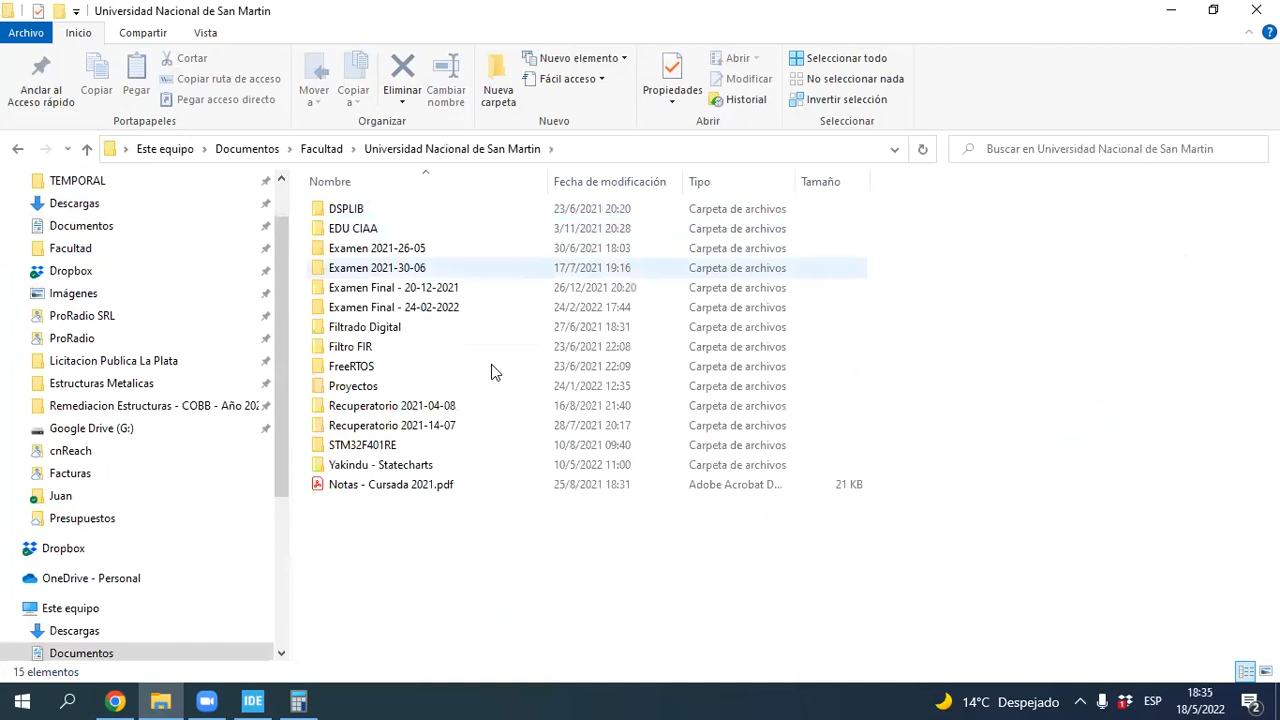 Universidad Nacional de San Martin
Archivo Inicio Compartir Vista
Anclar al Acceso rápido
Copiar
Pegar
Cortar
Copiar ruta de acceso
Pegar acceso directo
Portapapeles
Mover a
Copiar a
Eliminar
Cambiar nombre
Organizar
Nueva carpeta
Nuevo elemento
Fácil acceso
Nuevo
Propiedades
Abrir
Modificar
Historial
Abrir
Seleccionar todo
No seleccionar nada
Invertir selección
Seleccionar
Este equipo > Documentos > Facultad > Universidad Nacional de San Martin >
Buscar en Universidad Nacional de San Martin
TEMPORAL
Descargas
Documentos
Facultad
Dropbox
Imágenes
ProRadio SRL
ProRadio
Licitacion Publica La Plata
Estructuras Metalicas
Remediacion Estructuras - COBB - Año 202
Google Drive (G:)
cnReach
Facturas
Juan
Presupuestos
Dropbox
OneDrive - Personal
Este equipo
Descargas
Documentos
Nombre Fecha de modificación Tipo Tamaño
DSPLIB 23/6/2021 20:20 Carpeta de archivos
EDU CIAA 3/11/2021 20:28 Carpeta de archivos
Examen 2021-26-05 30/6/2021 18:03 Carpeta de archivos
Examen 2021-30-06 17/7/2021 19:16 Carpeta de archivos
Examen Final - 20-12-2021 26/12/2021 20:20 Carpeta de archivos
Examen Final - 24-02-2022 24/2/2022 17:44 Carpeta de archivos
Filtrado Digital 27/6/2021 18:31 Carpeta de archivos
Filtro FIR 23/6/2021 22:08 Carpeta de archivos
FreeRTOS 23/6/2021 22:09 Carpeta de archivos
Proyectos 24/1/2022 12:35 Carpeta de archivos
Recuperatorio 2021-04-08 16/8/2021 21:40 Carpeta de archivos
Recuperatorio 2021-14-07 28/7/2021 20:17 Carpeta de archivos
STM32F401RE 10/8/2021 09:40 Carpeta de archivos
Yakindu - Statecharts 10/5/2022 11:00 Carpeta de archivos
Notas - Cursada 2021.pdf 25/8/2021 18:31 Adobe Acrobat D... 21 KB
15 elementos
IDE
14°C Despejado
1
ESP
18:35
18/5/2022
2